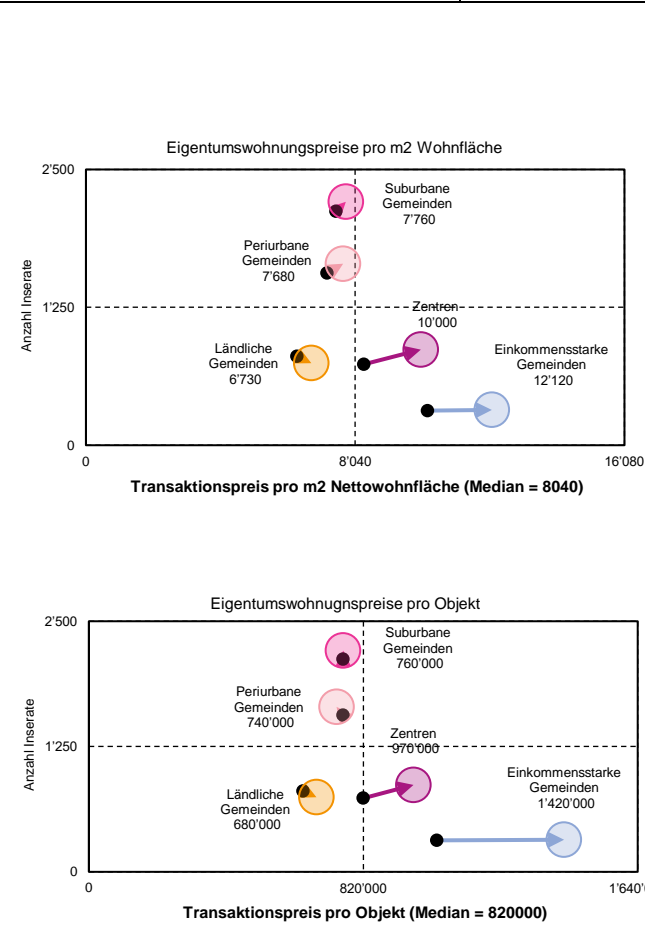 Eigentumswohnungspreise pro m2 Wohnfläche
2'500
Suburbane
Gemeinden
7'760
Periurbane
Gemeinden
7'680
Anzahl Inserate
1'250
Zentren
10'000
Ländliche
Gemeinden
6'730
Einkommensstarke
Gemeinden
12'120
0
0
8'040
16'080
Transaktionspreis pro m2 Nettowohnfläche (Median = 8040)
Eigentumswohnugnspreise pro Objekt
2'500
Suburbane
Gemeinden
760'000
Periurbane
Gemeinden
740'000
Anzahl Inserate
1'250
Zentren
970'000
Ländliche
Gemeinden
680'000
Einkommensstarke
Gemeinden
1'420'000
0
0
820'000
1'640'0
Transaktionspreis pro Objekt (Median = 820000)